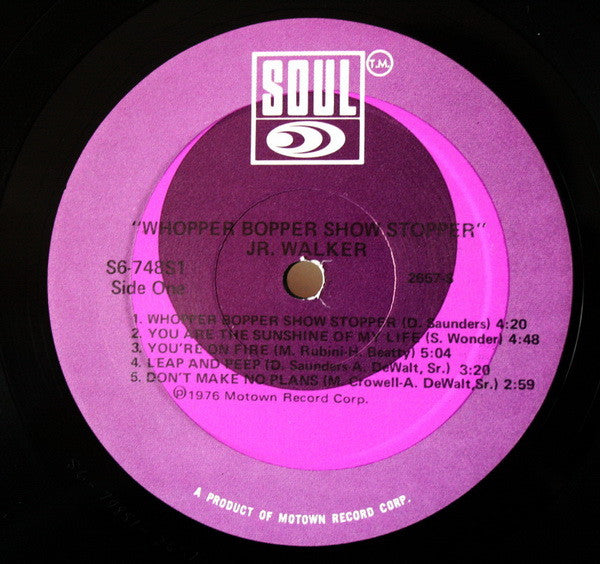 SOUL
T.M.
"WHOPPER BOPPER SHOW STOPPER"
JR. WALKER
S6-748S1
Side One
2657-S
1. WHOPPER BOPPER SHOW STOPPER (D. Saunders) 4:20
2. YOU ARE THE SUNSHINE OF MY LIFE (S. Wonder) 4:48
3. YOU'RE ON FIRE (M. Rubini-H. Beatty) 5:04
4. LEAP AND PEEP (D. Saunders A. DeWalt, Sr.) 3:20
5. DON'T MAKE NO PLANS (M. Crowell-A. DeWalt, Sr.) 2:59
℗1976 Motown Record Corp.
A PRODUCT OF MOTOWN RECORD CORP.